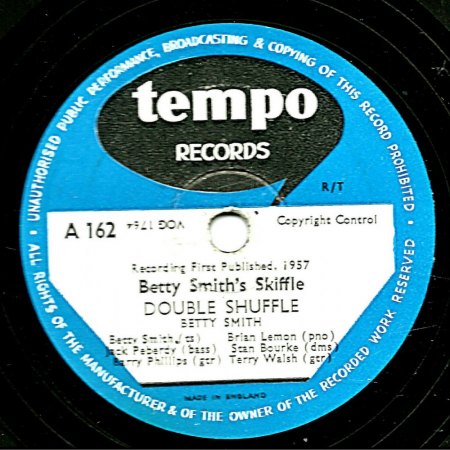 UNAUTHORISED PUBLIC PERFORMANCE, BROADCASTING & COPYING OF THIS RECORD PROHIBITED
tempo
RECORDS
R/T
A 162
VOG 1764
Copyright Control
Recording First Published, 1957
Betty Smith's Skiffle
DOUBLE SHUFFLE
BETTY SMITH
Betty Smith (ts) Brian Lemon (pno)
Jack Peberdy (bass) Stan Bourke (dms)
Barry Phillips (gtr) Terry Walsh (gtr)
MADE IN ENGLAND
ALL RIGHTS OF THE MANUFACTURER & OF THE OWNER OF THE RECORDED WORK RESERVED